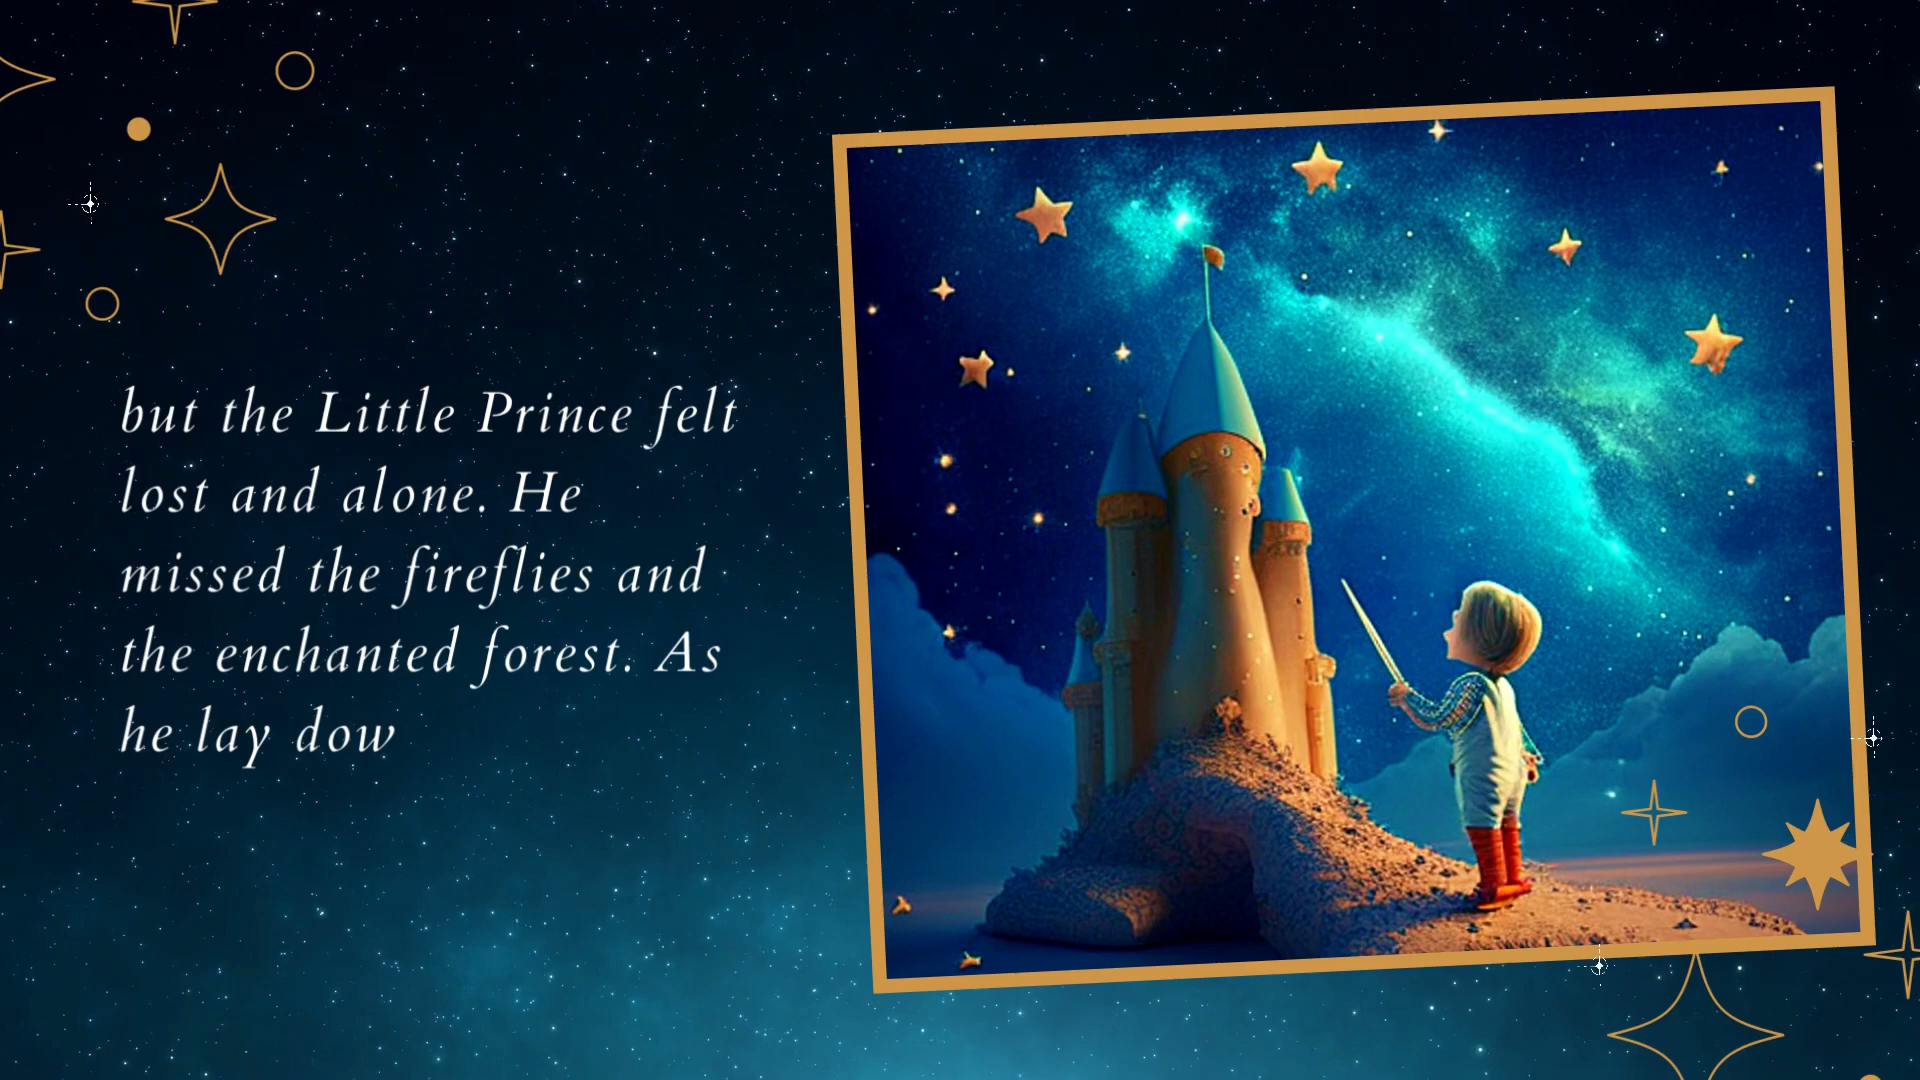 but the Little Prince felt
lost and alone. He
missed the fireflies and
the enchanted forest. As
he lay dow